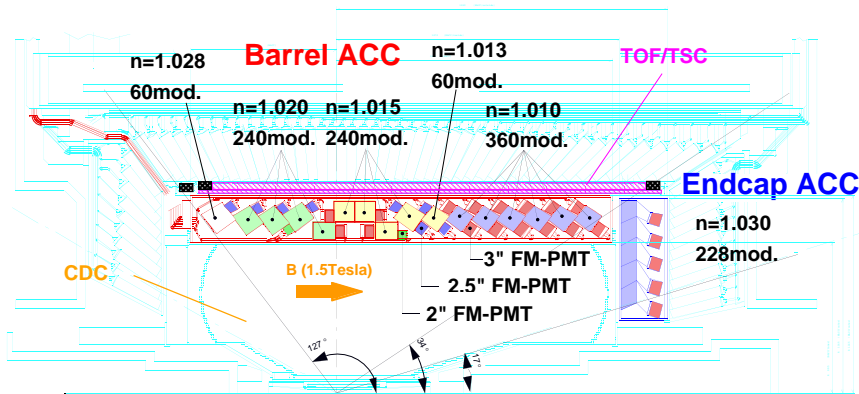 Barrel ACC
n=1.028
60mod.
n=1.020
240mod.
n=1.015
240mod.
n=1.013
60mod.
n=1.010
360mod.
TOF/TSC
Endcap ACC
n=1.030
228mod.
3" FM-PMT
2.5" FM-PMT
2" FM-PMT
CDC
B (1.5Tesla)
127°
34°
17°